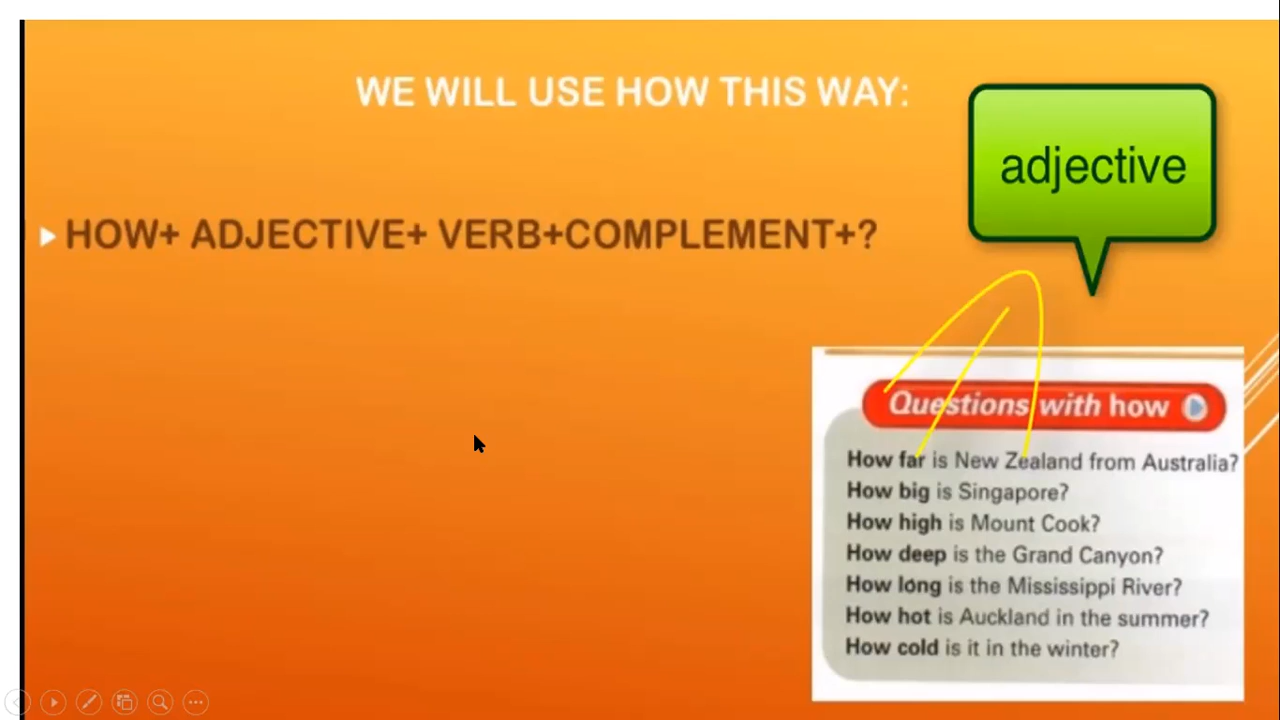 WE WILL USE HOW THIS WAY:
adjective
HOW+ ADJECTIVE+ VERB+COMPLEMENT+?
Questions with how
How far is New Zealand from Australia?
How big is Singapore?
How high is Mount Cook?
How deep is the Grand Canyon?
How long is the Mississippi River?
How hot is Auckland in the summer?
How cold is it in the winter?